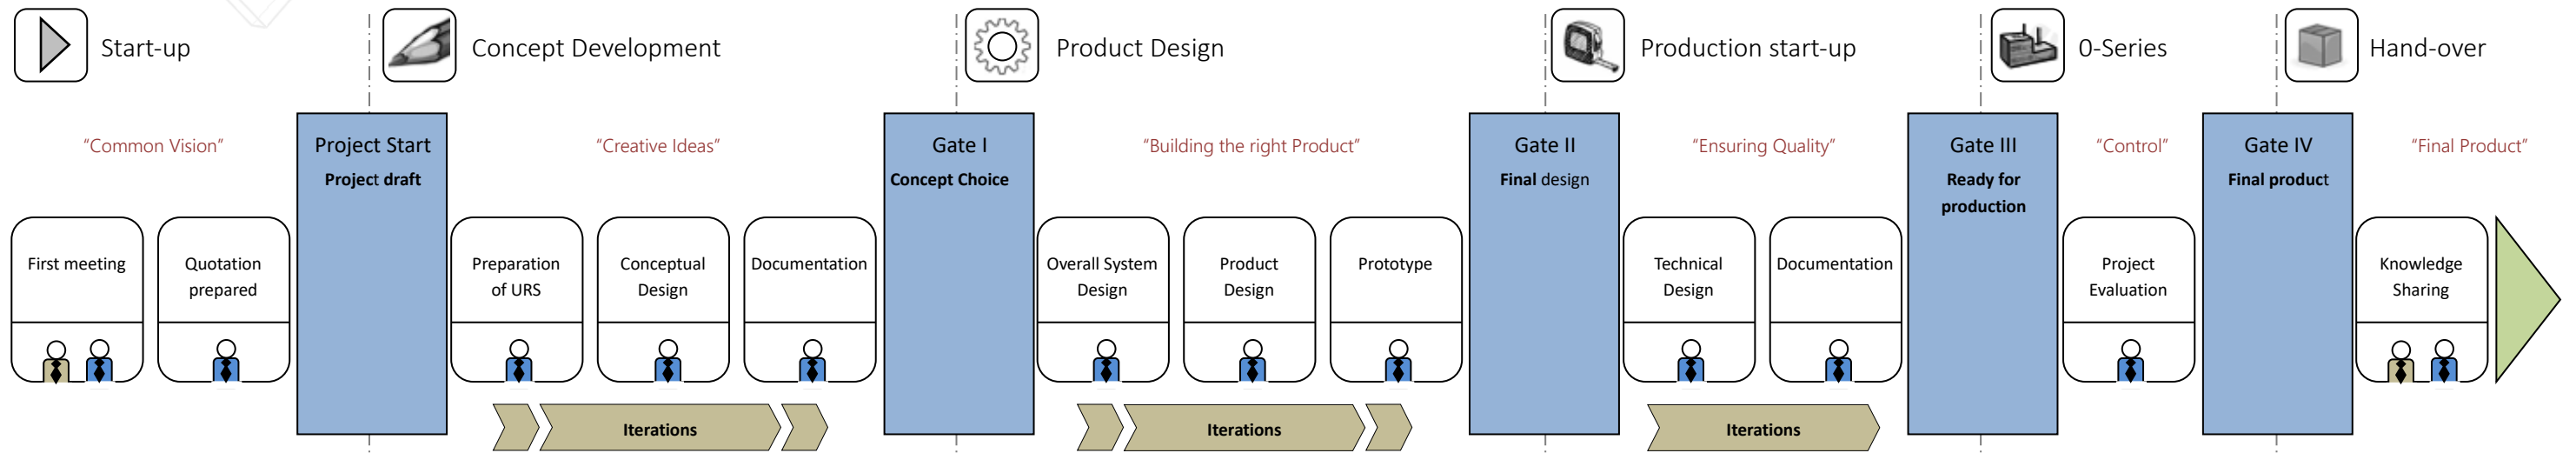 Start-up
Concept Development
Product Design
Production start-up
0-Series
Hand-over
“Common Vision”
Project Start
Project draft
“Creative Ideas”
Gate I
Concept Choice
“Building the right Product”
Gate II
Final design
“Ensuring Quality”
Gate III
Ready for
production
“Control”
Gate IV
Final product
“Final Product”
First meeting
Quotation
prepared
Preparation
of URS
Conceptual
Design
Documentation
Overall System
Design
Product
Design
Prototype
Technical
Design
Documentation
Project
Evaluation
Knowledge
Sharing
Iterations
Iterations
Iterations